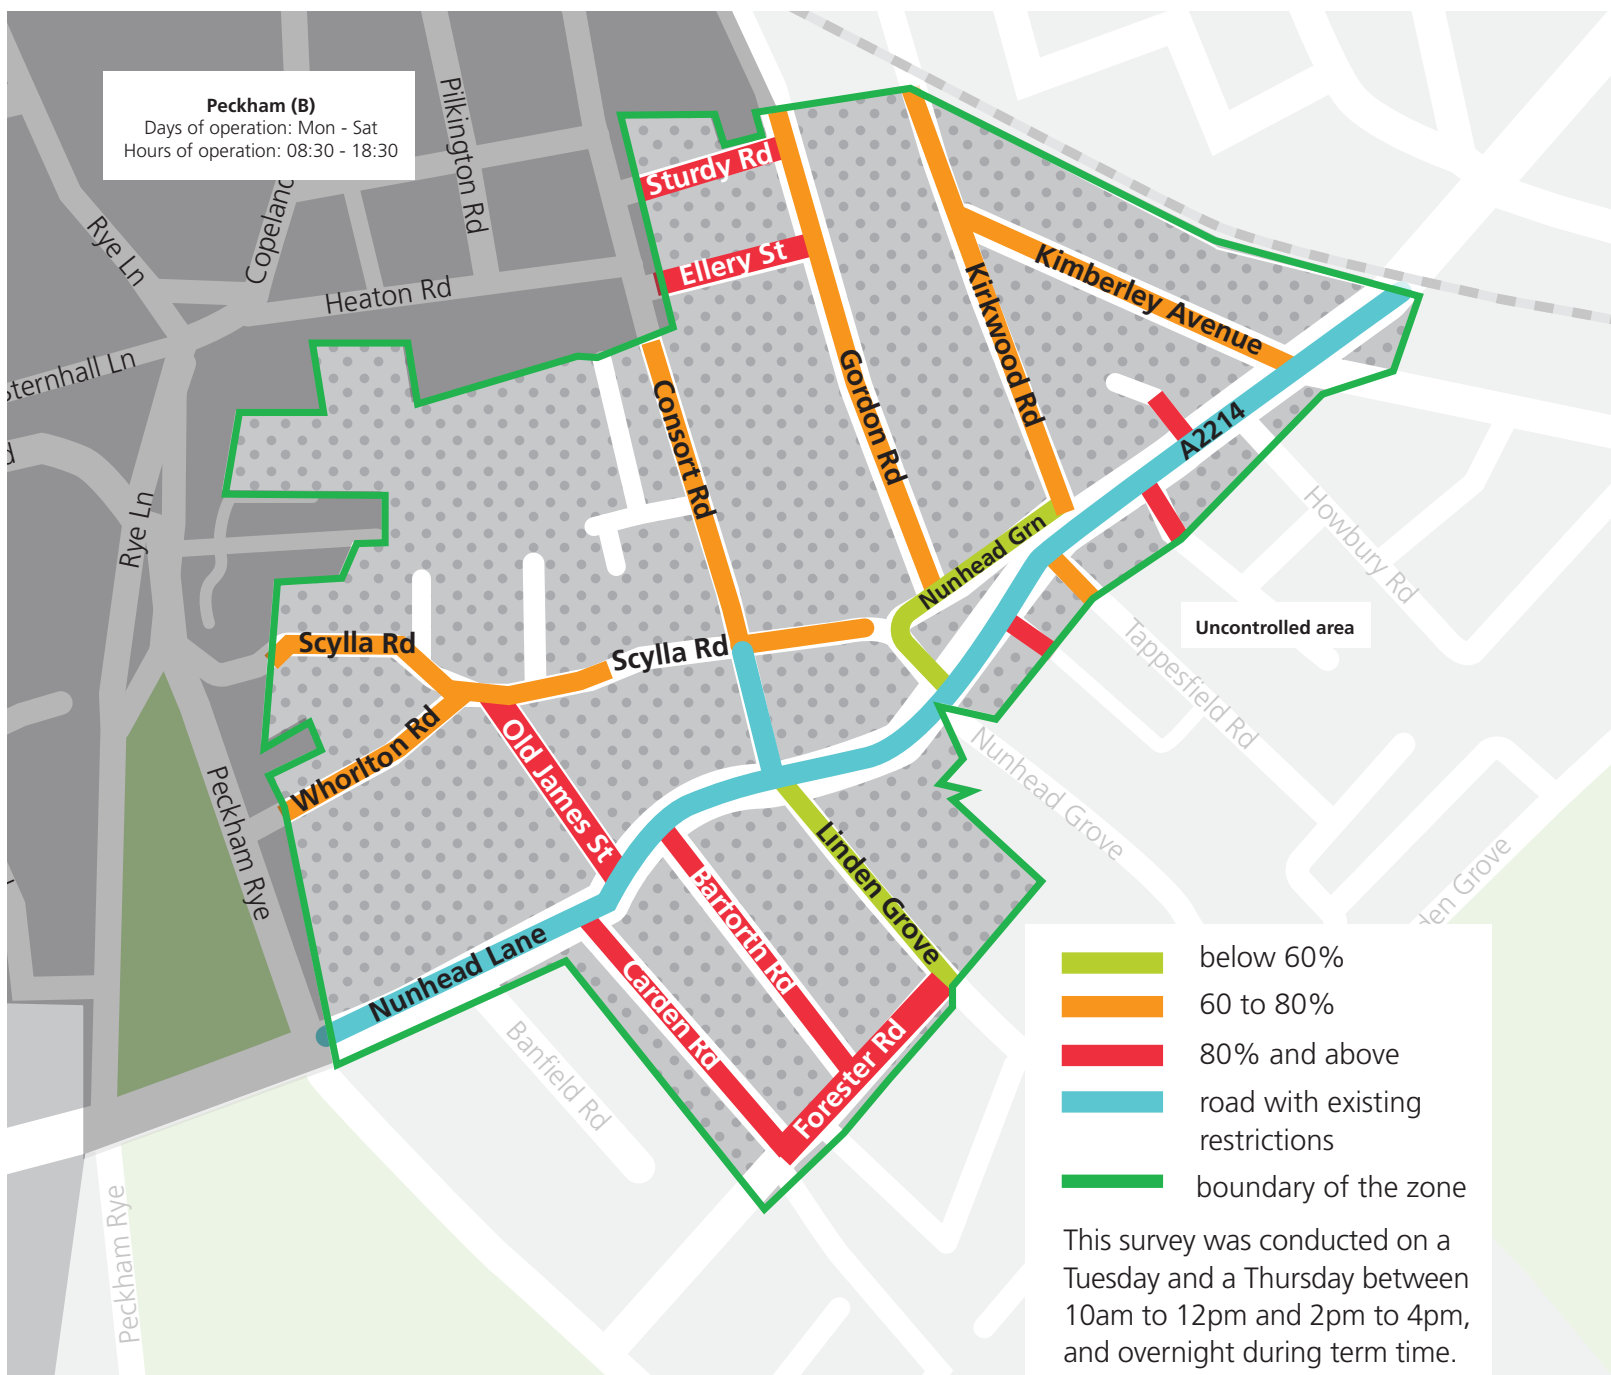 Peckham (B)
Days of operation: Mon - Sat
Hours of operation: 08:30 - 18:30
Pilkington Rd
Copeland
Rye Ln
Heaton Rd
Sternhall Ln
Rye Ln
Sturdy Rd
Ellery St
Kirkwood Rd
Kimberley Avenue
Gordon Rd
Consort Rd
A2214
Nunhead Grn
Howbury Rd
Uncontrolled area
Tappesfield Rd
Scylla Rd
Scylla Rd
Whorlton Rd
Old James St
Nunhead Grove
Peckham Rye
Linden Grove
den Grove
Barforth Rd
Nunhead Lane
Carden Rd
Forester Rd
Banfield Rd
Peckham Rye
below 60%
60 to 80%
80% and above
road with existing
restrictions
boundary of the zone
This survey was conducted on a
Tuesday and a Thursday between
10am to 12pm and 2pm to 4pm,
and overnight during term time.